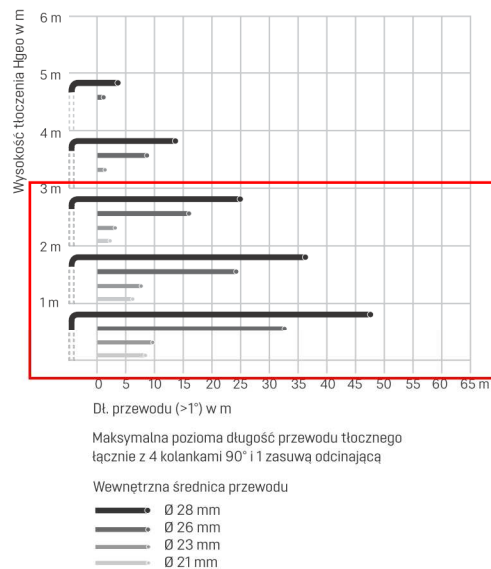 Wysokość tłoczenia Hgeo w m
6 m
5 m
4 m
3 m
2 m
1 m
0 5 10 15 20 25 30 35 40 45 50 55 60 65 m
Dł. przewodu (>1°) w m
Maksymalna pozioma długość przewodu tłocznego
łącznie z 4 kolankami 90° i 1 zasuwą odcinającą
Wewnętrzna średnica przewodu
Ø 28 mm
Ø 26 mm
Ø 23 mm
Ø 21 mm